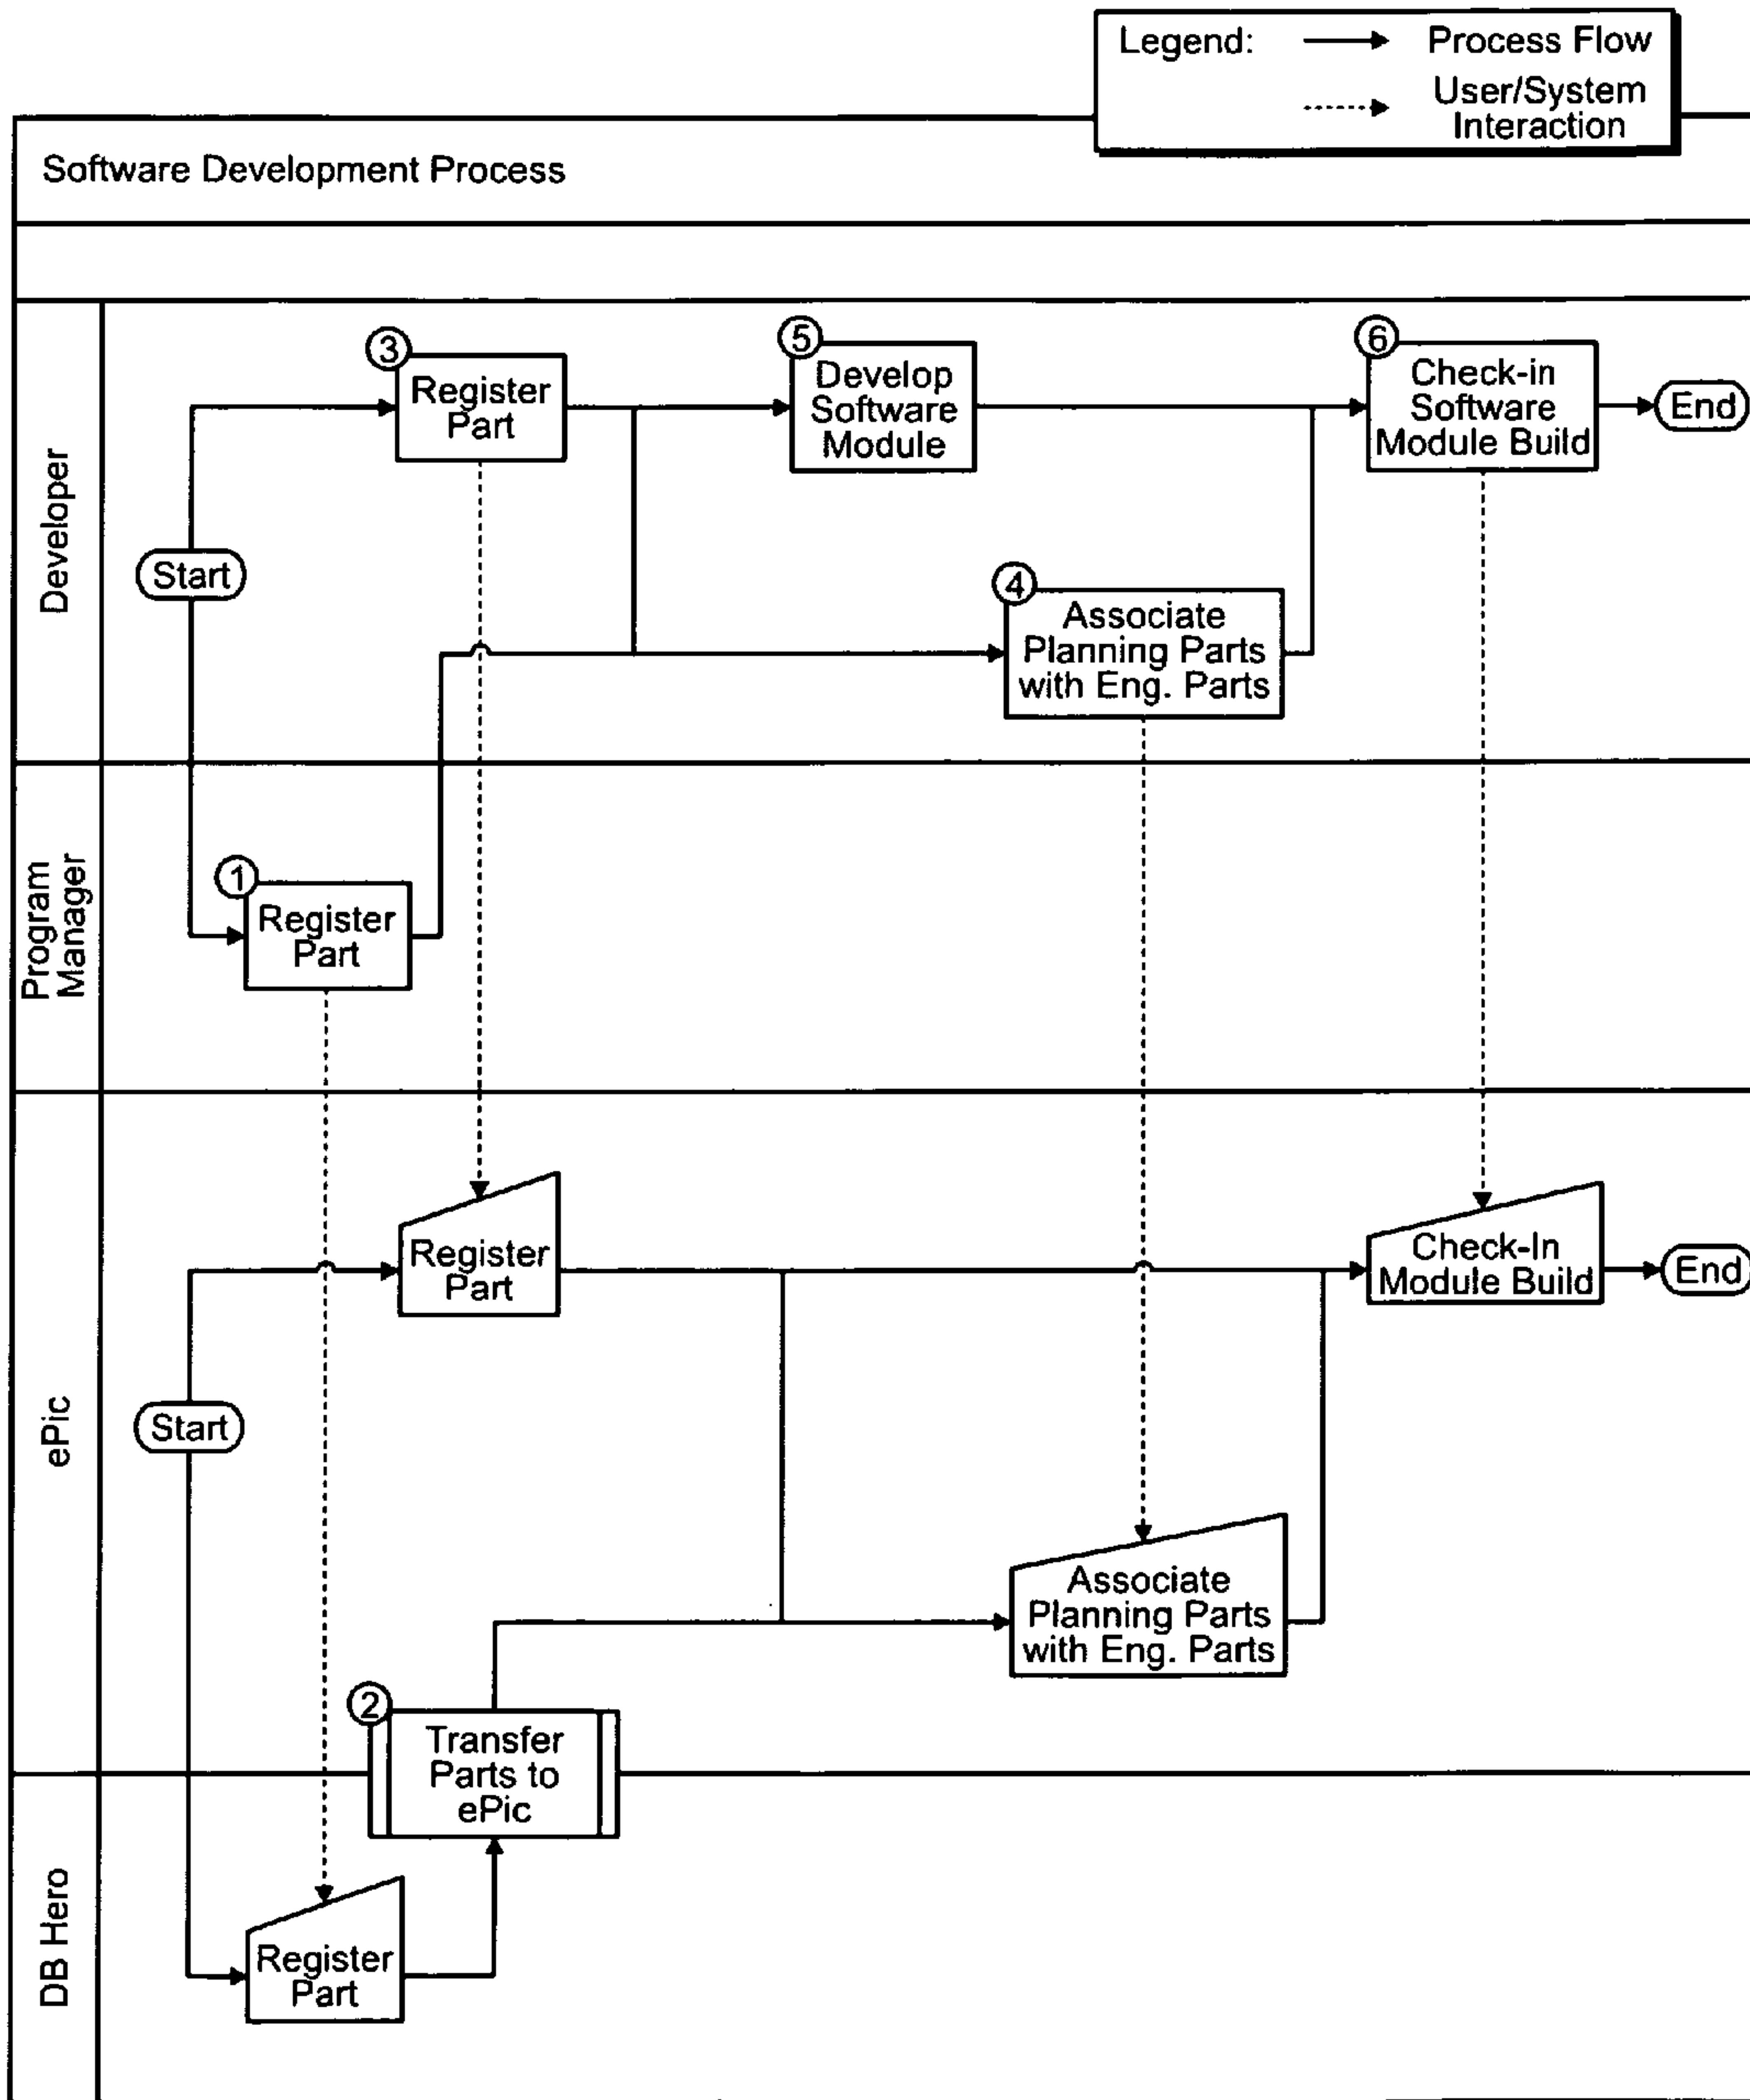 Legend:
Process Flow
User/System
Interaction
Software Development Process
Developer
3
Register
Part
5
Develop
Software
Module
6
Check-in
Software
Module Build
End
Start
4
Associate
Planning Parts
with Eng. Parts
Program
Manager
1
Register
Part
ePic
Register
Part
Check-In
Module Build
End
Start
Associate
Planning Parts
with Eng. Parts
2
Transfer
Parts to
ePic
DB Hero
Register
Part